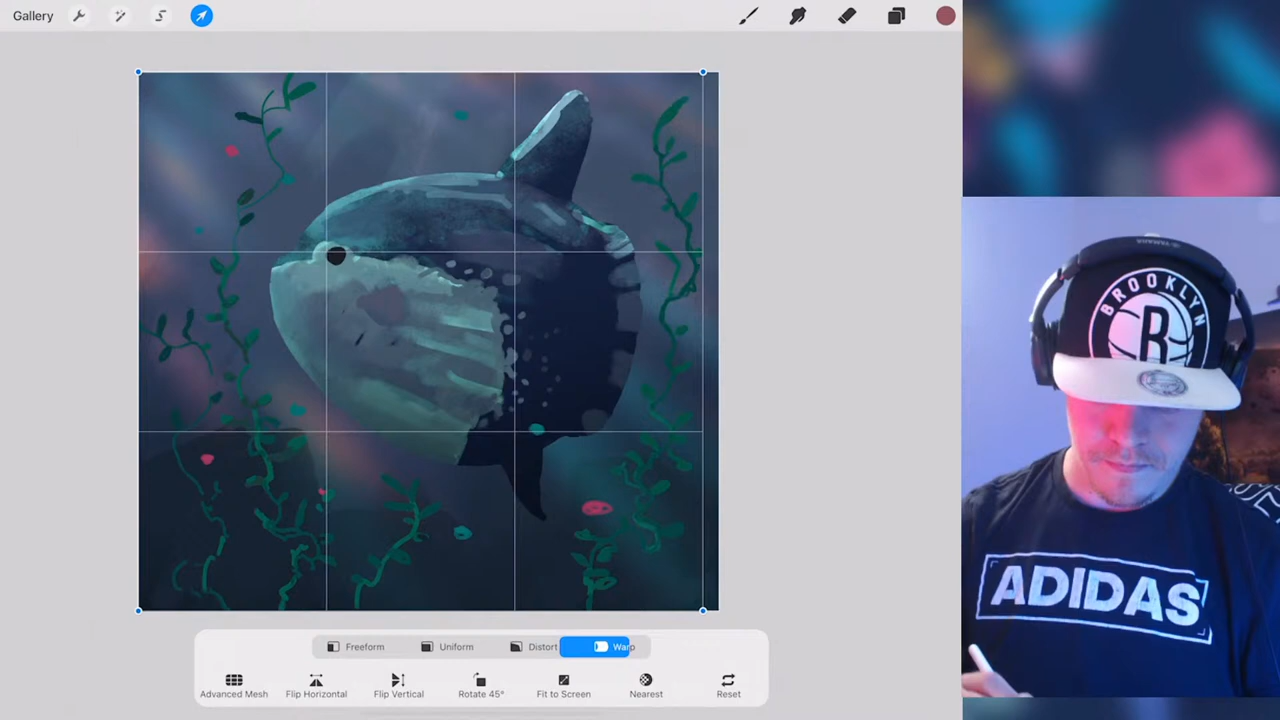 Gallery
Freeform
Uniform
Distort
Warp
Advanced Mesh
Flip Horizontal
Flip Vertical
Rotate 45°
Fit to Screen
Nearest
Reset
YAMAHA
BROOKLYN
B
ADIDAS